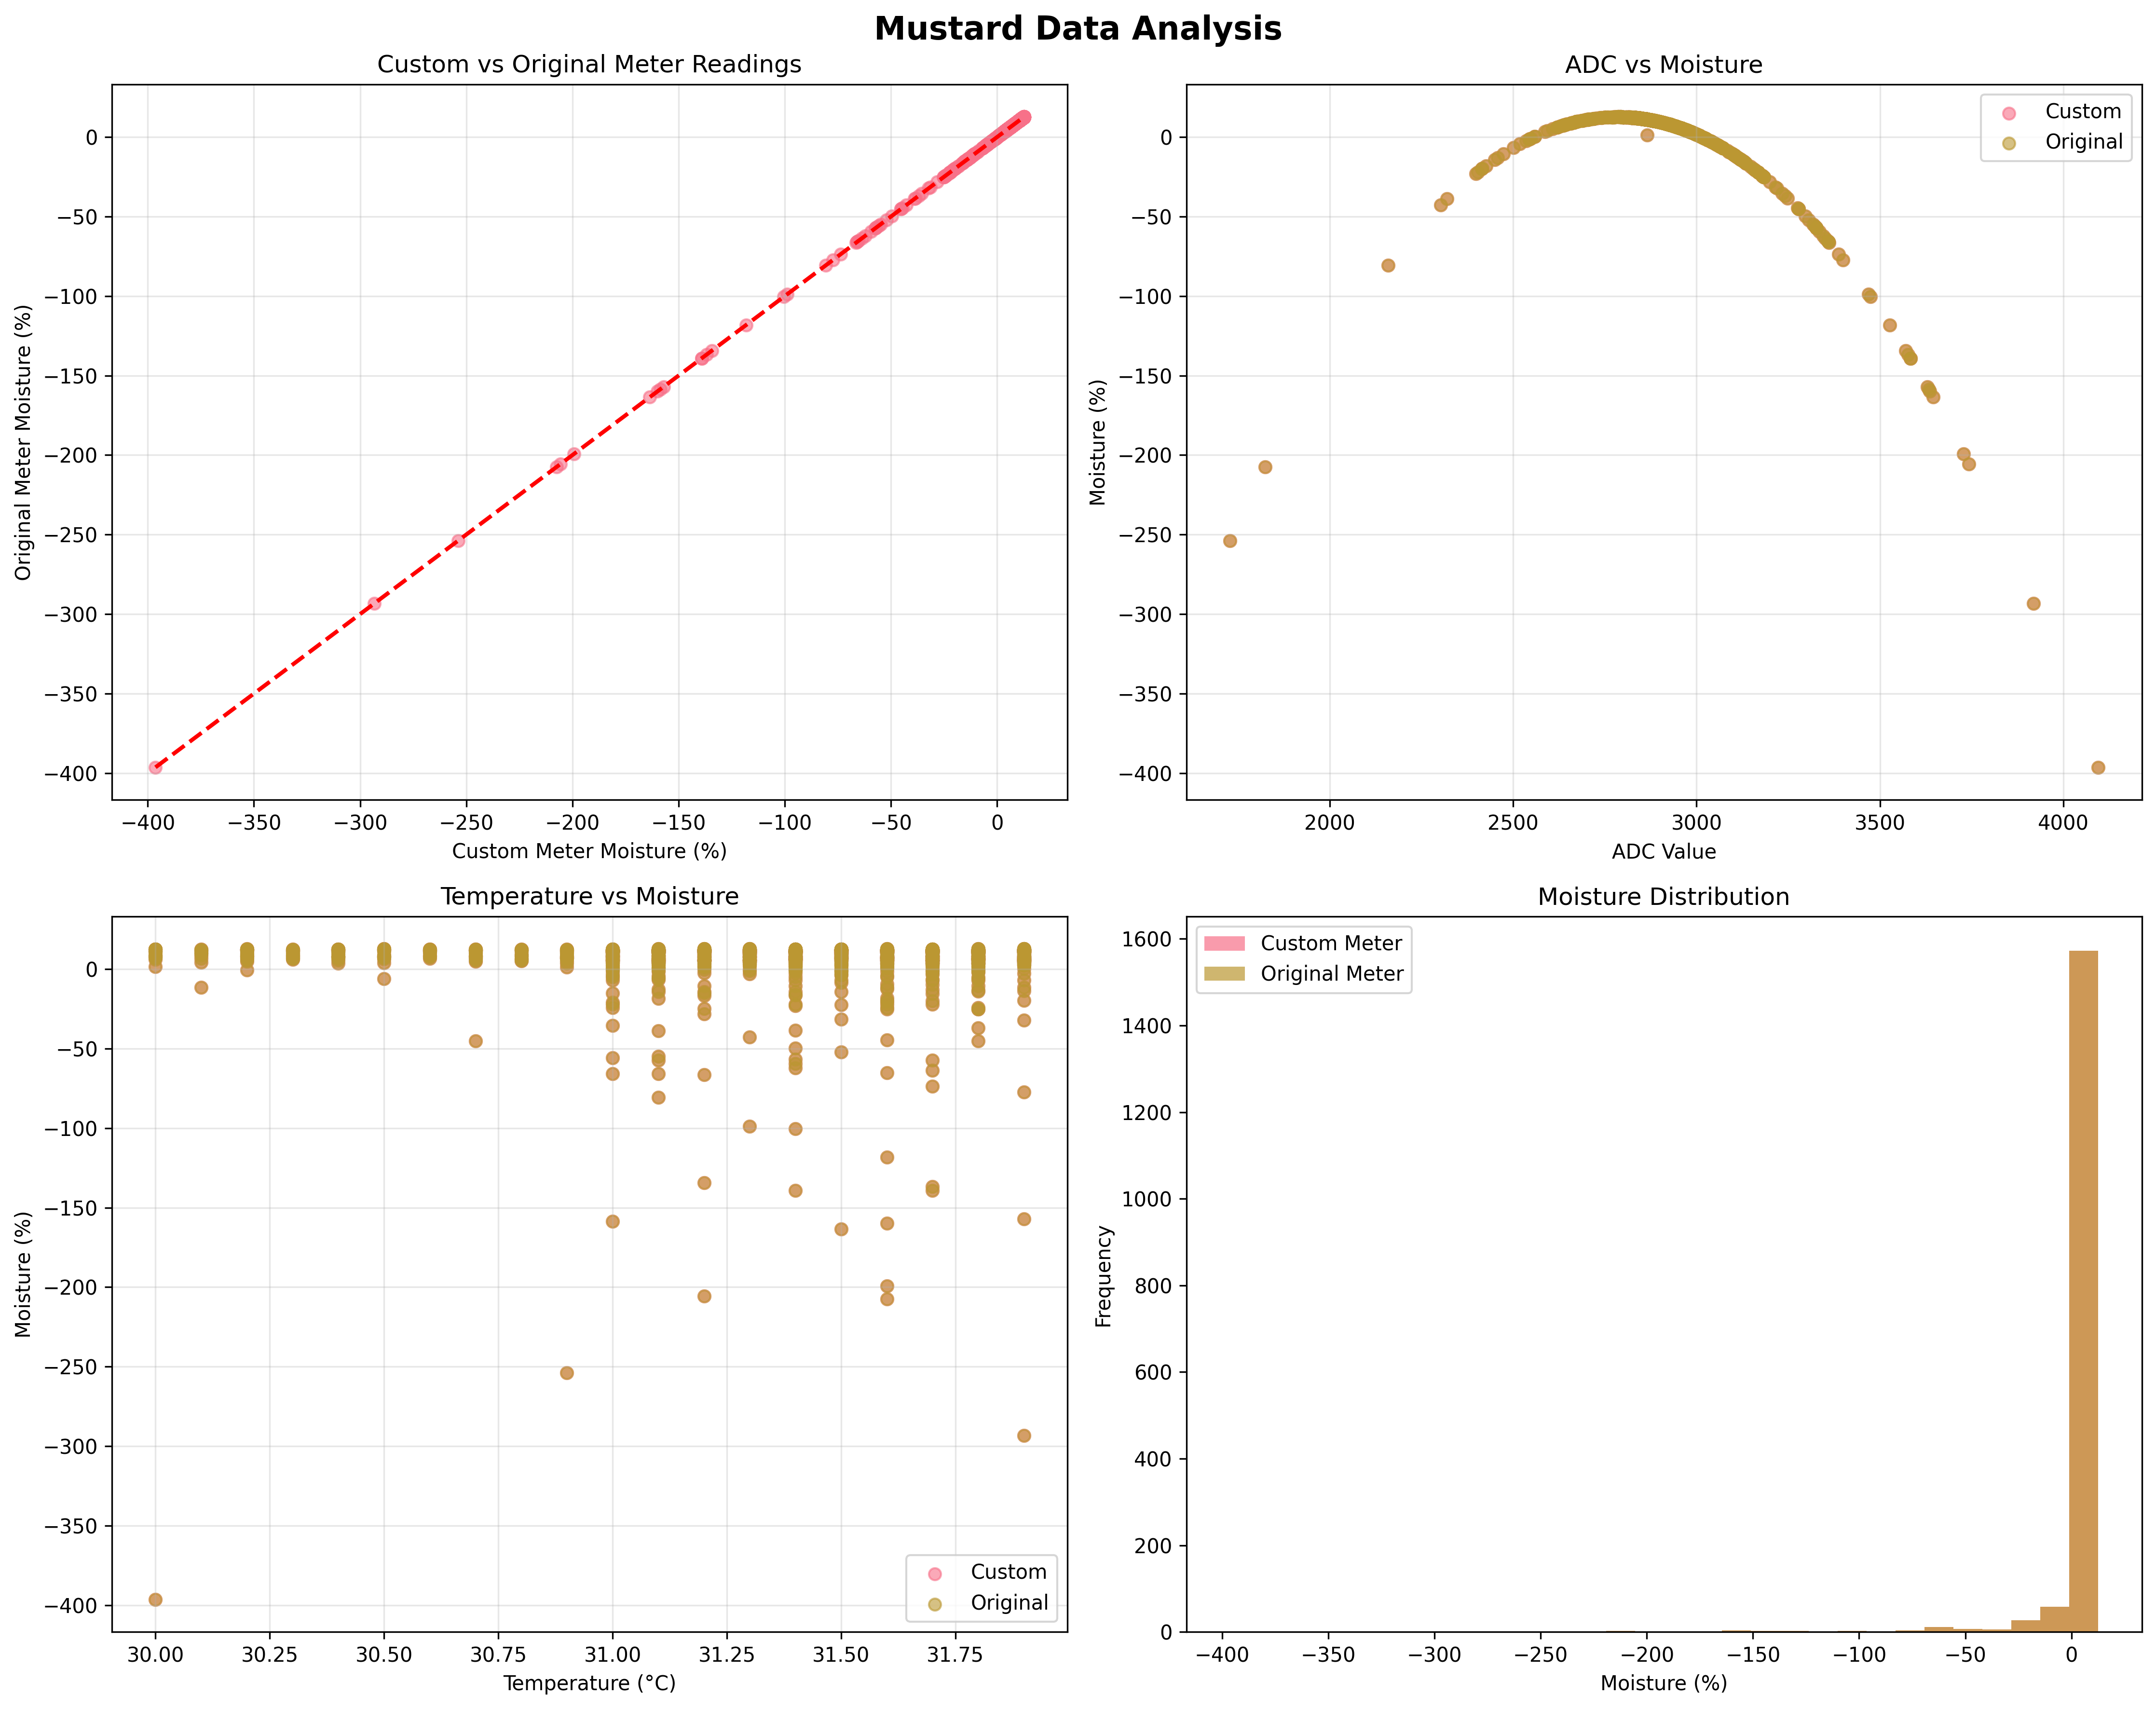 Mustard Data Analysis
Custom vs Original Meter Readings
0
−50
−100
−150
−200
−250
−300
−350
−400
Original Meter Moisture (%)
−400 −350 −300 −250 −200 −150 −100 −50 0
Custom Meter Moisture (%)
ADC vs Moisture
Custom
Original
0
−50
−100
−150
−200
−250
−300
−350
−400
Moisture (%)
2000 2500 3000 3500 4000
ADC Value
Temperature vs Moisture
0
−50
−100
−150
−200
−250
−300
−350
−400
Moisture (%)
Custom
Original
30.00 30.25 30.50 30.75 31.00 31.25 31.50 31.75
Temperature (°C)
Moisture Distribution
Custom Meter
Original Meter
1600
1400
1200
1000
800
600
400
200
0
Frequency
−400 −350 −300 −250 −200 −150 −100 −50 0
Moisture (%)